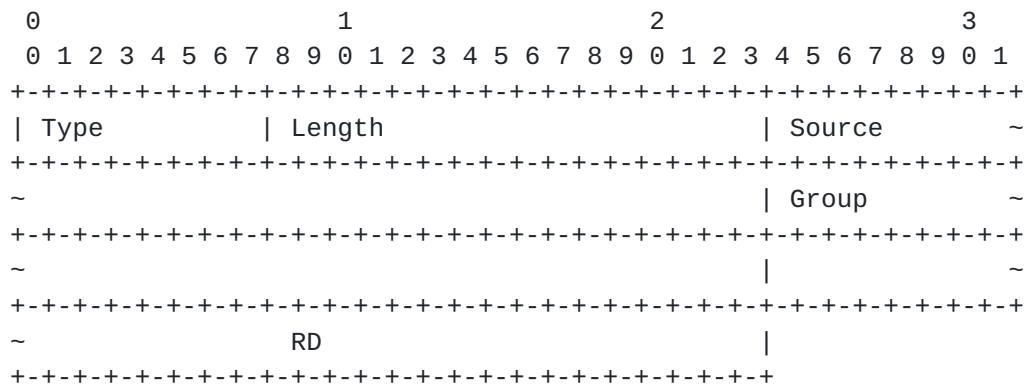 0                   1                   2                   3
 0 1 2 3 4 5 6 7 8 9 0 1 2 3 4 5 6 7 8 9 0 1 2 3 4 5 6 7 8 9 0 1
+-+-+-+-+-+-+-+-+-+-+-+-+-+-+-+-+-+-+-+-+-+-+-+-+-+-+-+-+-+-+-+-+
| Type          | Length                        | Source        ~
+-+-+-+-+-+-+-+-+-+-+-+-+-+-+-+-+-+-+-+-+-+-+-+-+-+-+-+-+-+-+-+-+
~                                               | Group         ~
+-+-+-+-+-+-+-+-+-+-+-+-+-+-+-+-+-+-+-+-+-+-+-+-+-+-+-+-+-+-+-+-+
~                                               |               ~
+-+-+-+-+-+-+-+-+-+-+-+-+-+-+-+-+-+-+-+-+-+-+-+-+-+-+-+-+-+-+-+-+
~                 RD                            |
+-+-+-+-+-+-+-+-+-+-+-+-+-+-+-+-+-+-+-+-+-+-+-+-+